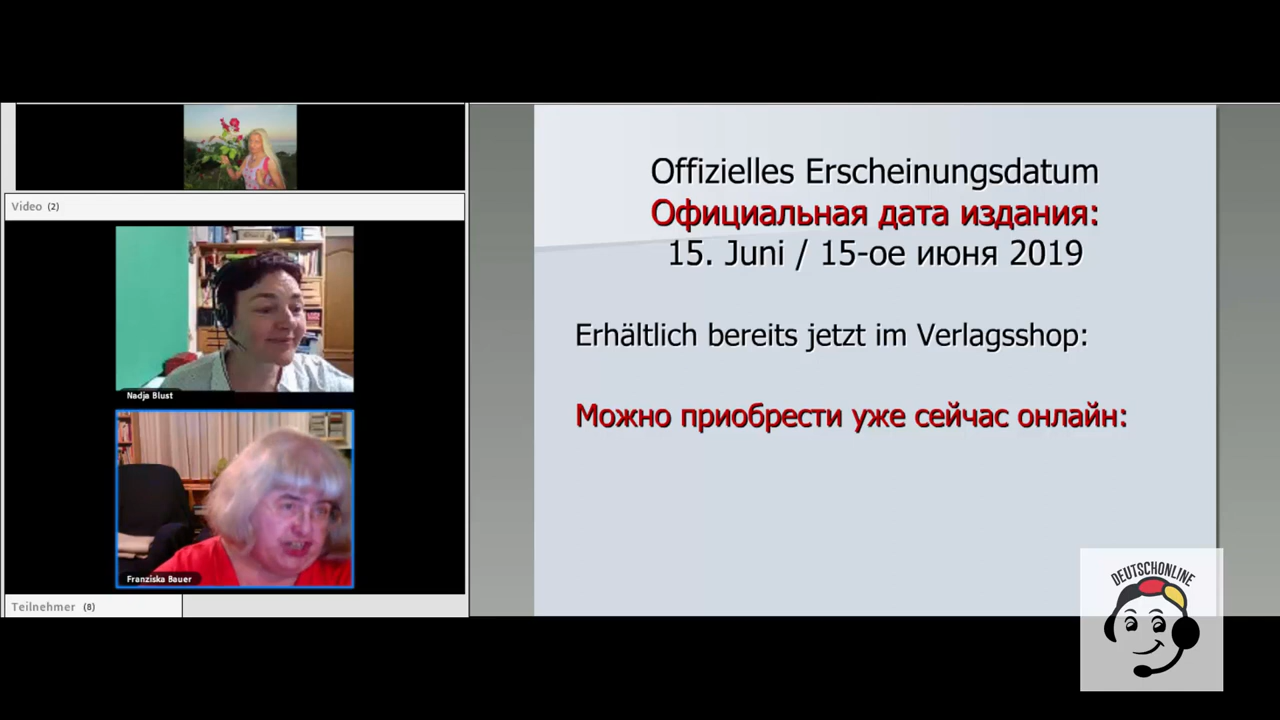 Video (2)
Nadja Blust
Franziska Bauer
Teilnehmer (8)
Offizielles Erscheinungsdatum
Официальная дата издания:
15. Juni / 15-ое июня 2019
Erhältlich bereits jetzt im Verlagsshop:
Можно приобрести уже сейчас онлайн:
DEUTSCHONLINE